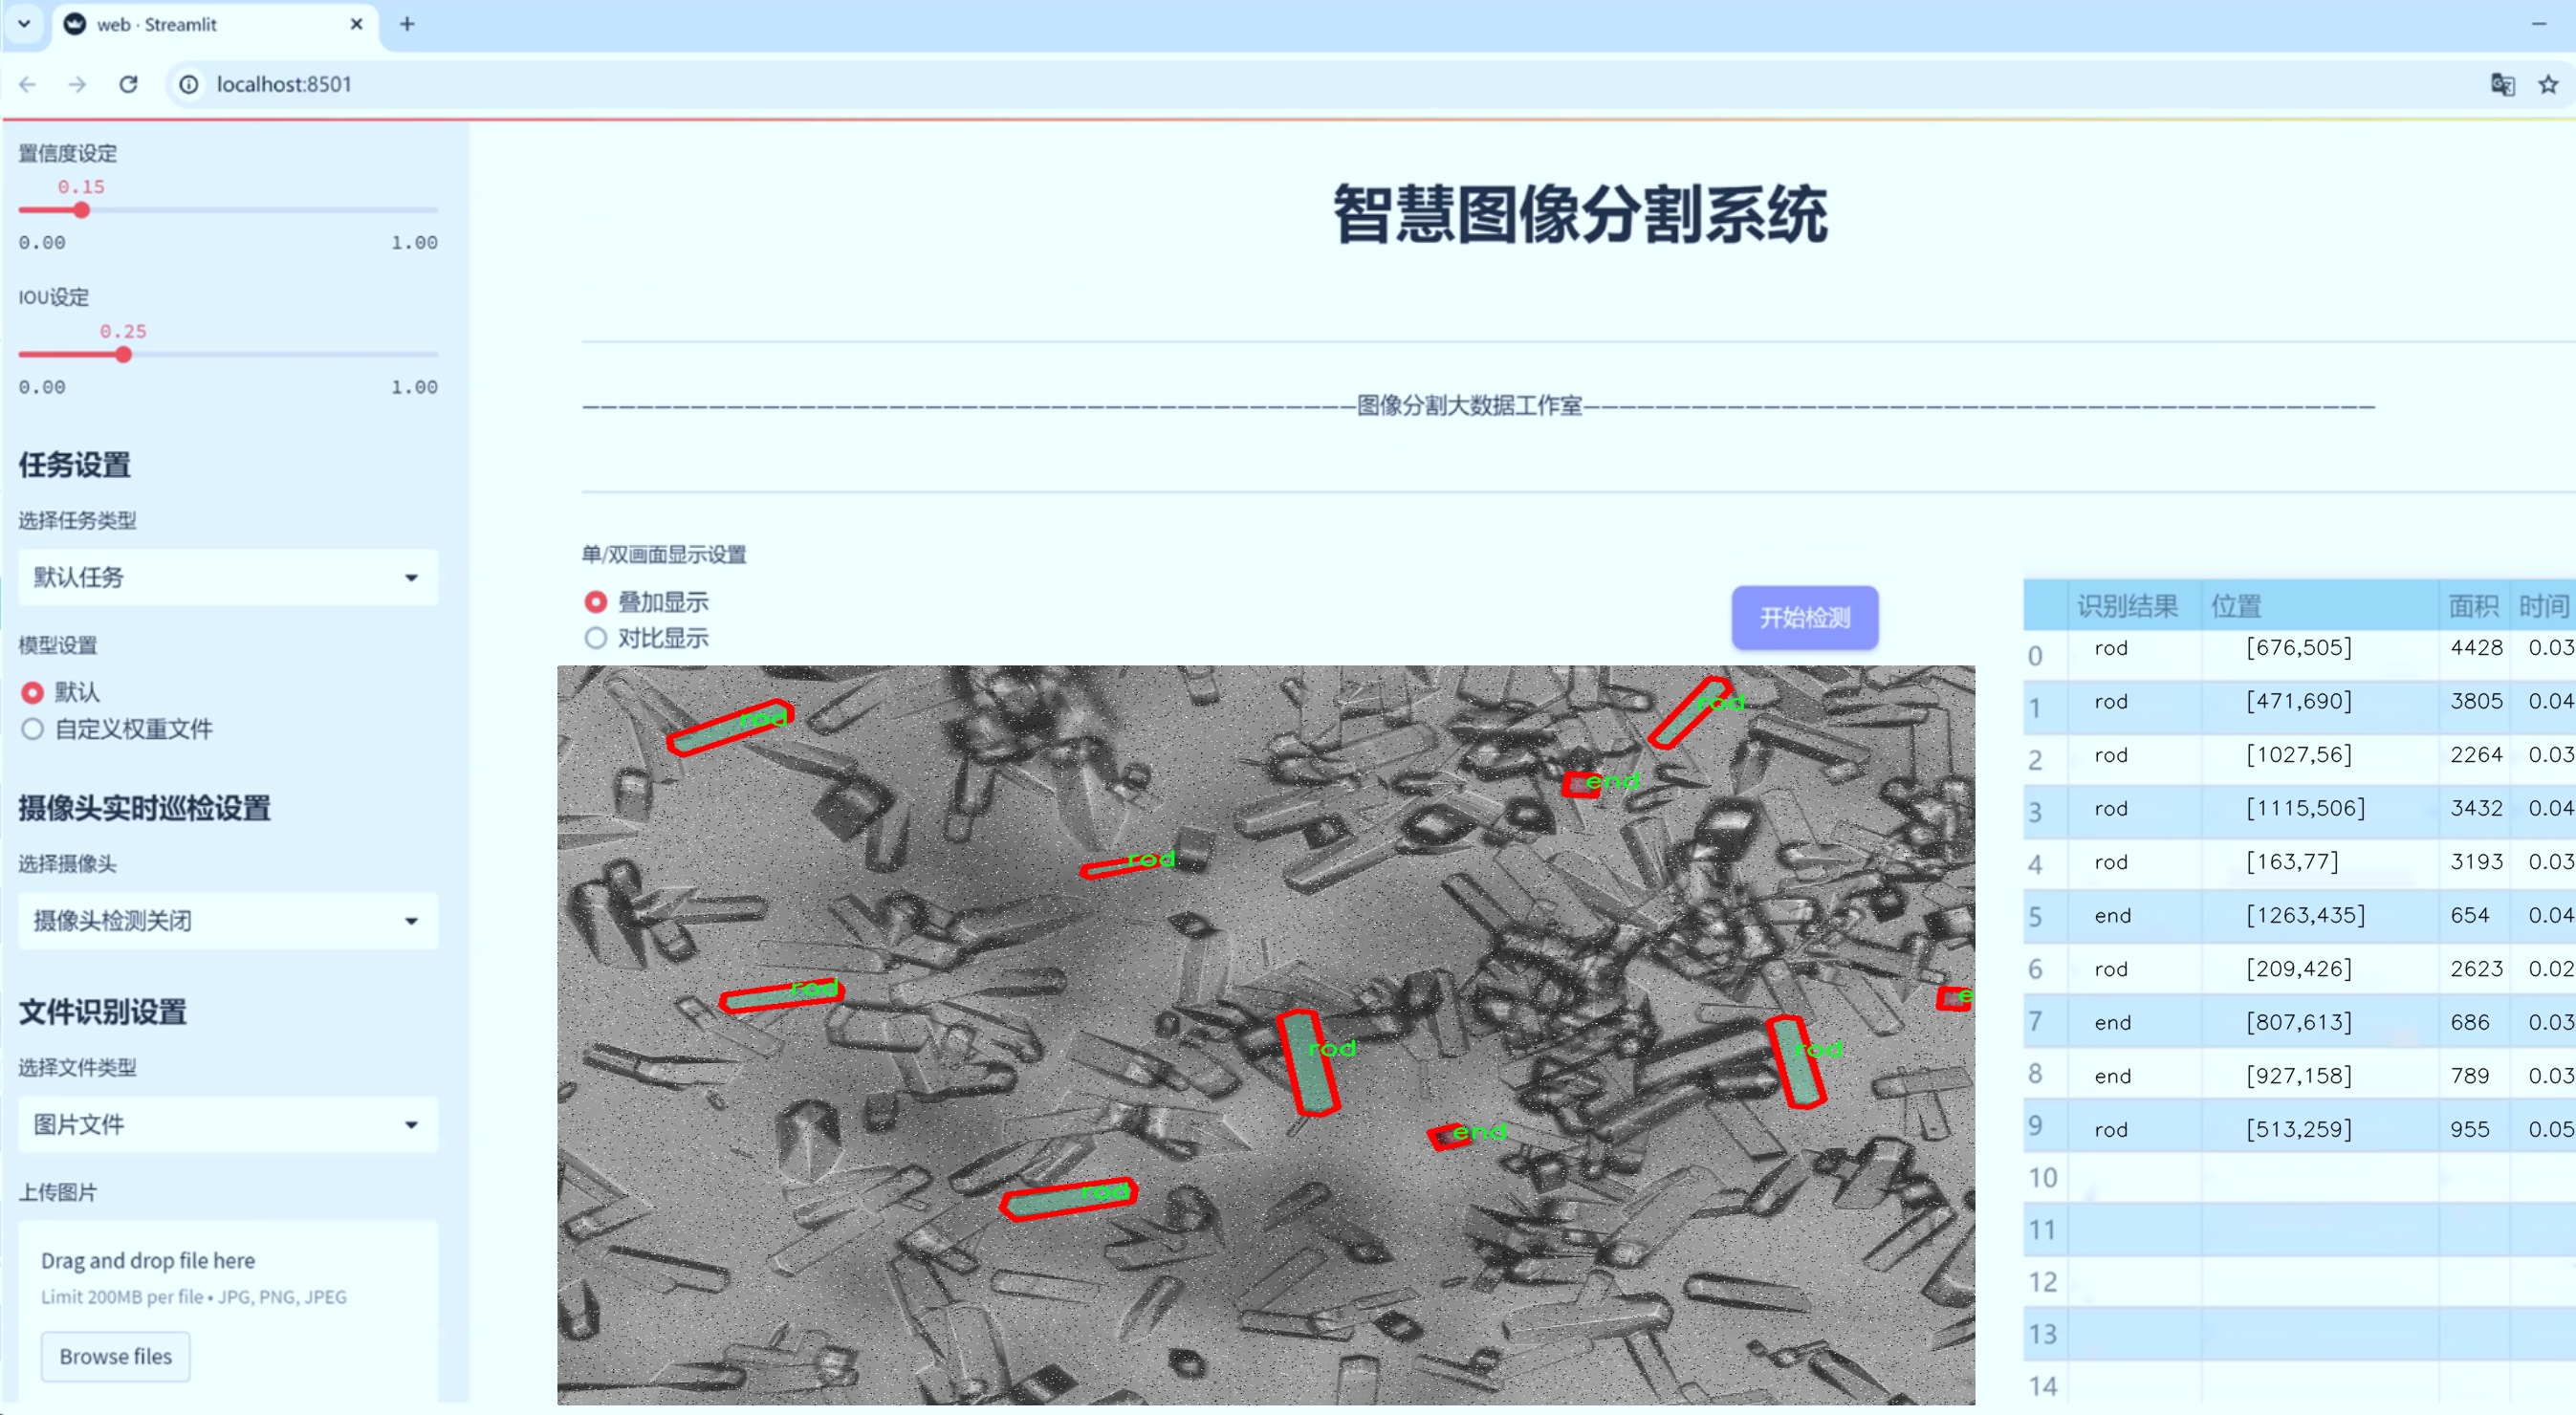 web · Streamlit
localhost:8501
置信度设定
0.15
0.00 1.00
IOU设定
0.25
0.00 1.00
任务设置
选择任务类型
默认任务
模型设置
默认
自定义权重文件
摄像头实时巡检设置
选择摄像头
摄像头检测关闭
文件识别设置
选择文件类型
图片文件
上传图片
Drag and drop file here
Limit 200MB per file • JPG, PNG, JPEG
Browse files
智慧图像分割系统
图像分割大数据工作室
单/双画面显示设置
叠加显示
对比显示
开始检测
rod
rod
end
rod
rod
e
rod
rod
end
rod
识别结果 位置 面积 时间
0 rod [676,505] 4428 0.03
1 rod [471,690] 3805 0.04
2 rod [1027,56] 2264 0.03
3 rod [1115,506] 3432 0.04
4 rod [163,77] 3193 0.03
5 end [1263,435] 654 0.04
6 rod [209,426] 2623 0.02
7 end [807,613] 686 0.03
8 end [927,158] 789 0.03
9 rod [513,259] 955 0.05
10
11
12
13
14